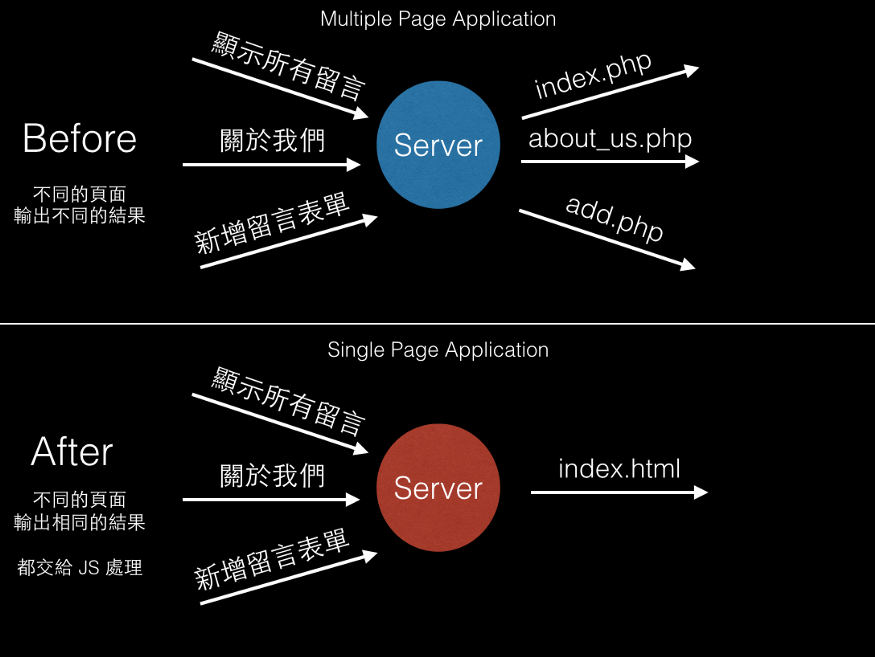 Multiple Page Application
顯示所有留言
index.php
Before
關於我們
Server
about_us.php
不同的頁面
輸出不同的結果
新增留言表單
add.php
Single Page Application
顯示所有留言
After
關於我們
Server
index.html
不同的頁面
輸出相同的結果
新增留言表單
都交給 JS 處理